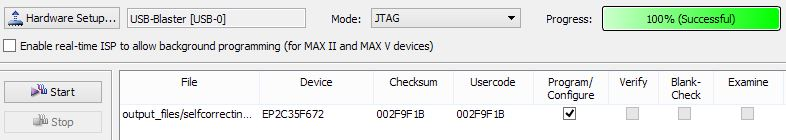 Hardware Setup... USB-Blaster [USB-0] Mode: JTAG Progress: 100% (Successful)
Enable real-time ISP to allow background programming (for MAX II and MAX V devices)
Start
Stop
File Device Checksum Usercode Program/ Configure Verify Blank- Check Examine
output_files/selfcorrectin... EP2C35F672 002F9F1B 002F9F1B